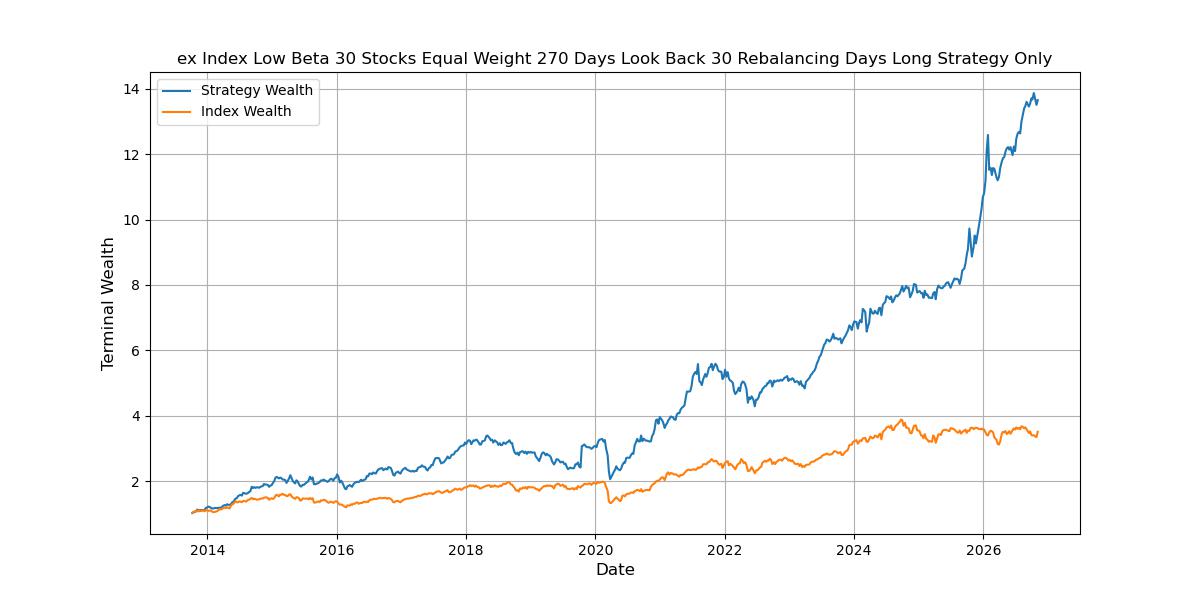 ex Index Low Beta 30 Stocks Equal Weight 270 Days Look Back 30 Rebalancing Days Long Strategy Only
Strategy Wealth
Index Wealth
Terminal Wealth
14
12
10
8
6
4
2
2014 2016 2018 2020 2022 2024 2026
Date